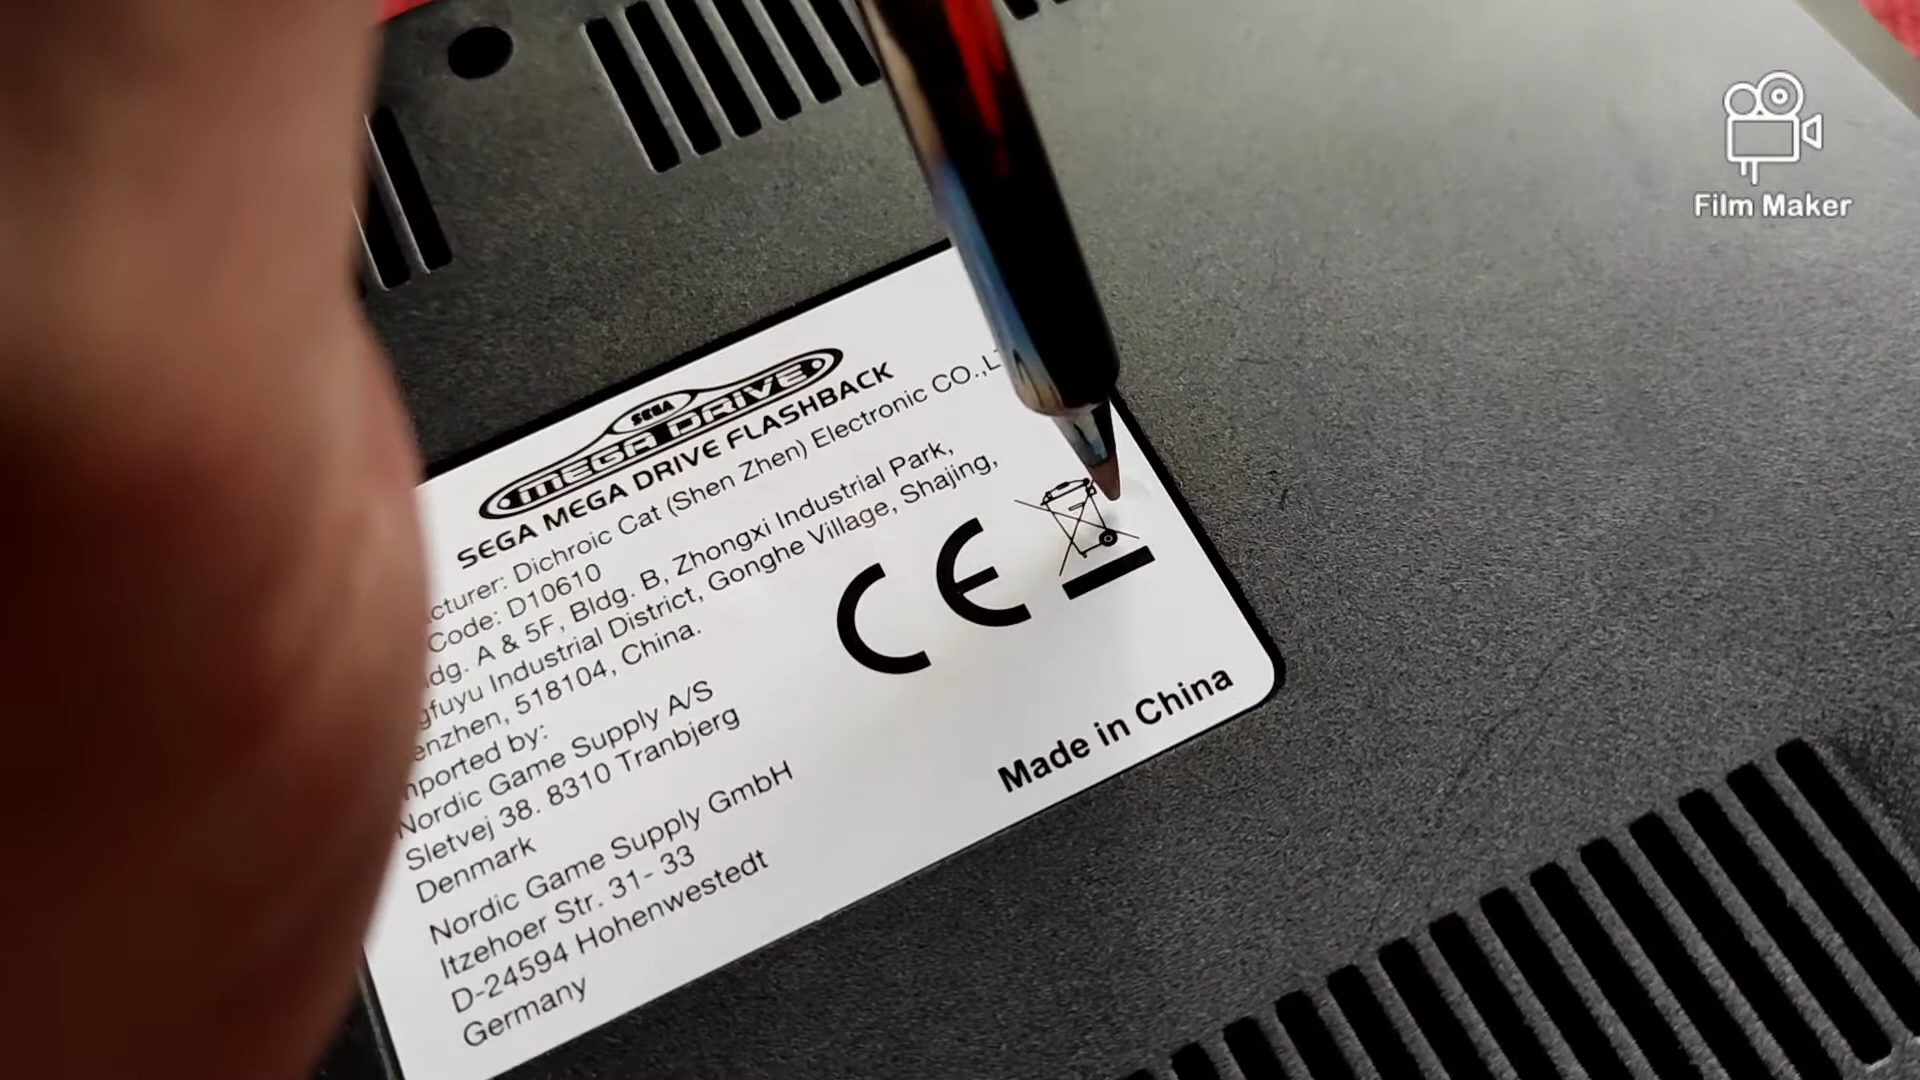 Film Maker
SEGA
MEGA DRIVE
SEGA MEGA DRIVE FLASHBACK
Dichroic Cat (Shen Zhen) Electronic CO.,
Code: D10610
A & 5F, Bldg. B, Zhongxi Industrial Park,
Industrial District, Gonghe Village, Shajing,
518104, China.
by:
Nordic Game Supply A/S
Sletvej 38. 8310 Tranbjerg
Denmark
Nordic Game Supply GmbH
Itzehoer Str. 31- 33
D-24594 Hohenwestedt
Germany
CE
Made in China